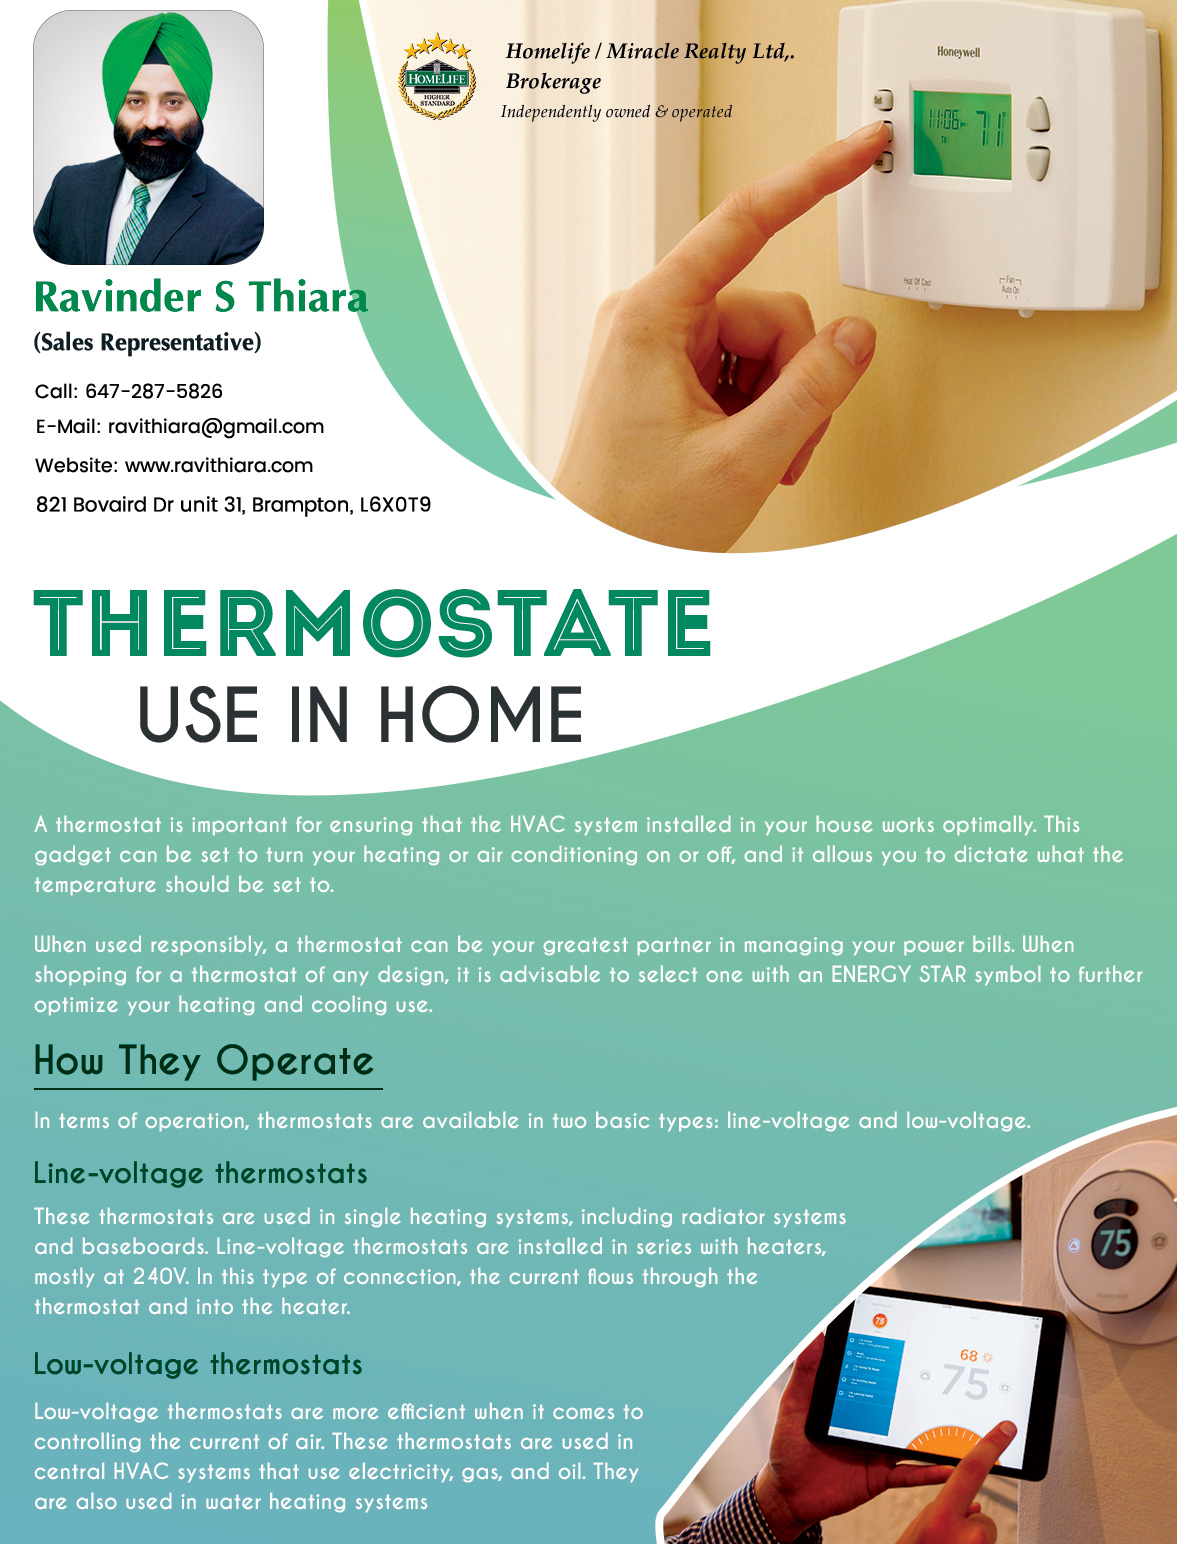 HOMELIFE
HIGHER
STANDARD
Homelife / Miracle Realty Ltd,.
Brokerage
Independently owned & operated
Honeywell
11:06
71°
Heat Off Cool
Fan
Auto On
Ravinder S Thiara
(Sales Representative)
Call: 647-287-5826
E-Mail: ravithiara@gmail.com
Website: www.ravithiara.com
821 Bovaird Dr unit 31, Brampton, L6X0T9
THERMOSTATE
USE IN HOME
A thermostat is important for ensuring that the HVAC system installed in your house works optimally. This
gadget can be set to turn your heating or air conditioning on or off, and it allows you to dictate what the
temperature should be set to.
When used responsibly, a thermostat can be your greatest partner in managing your power bills. When
shopping for a thermostat of any design, it is advisable to select one with an ENERGY STAR symbol to further
optimize your heating and cooling use.
How They Operate
In terms of operation, thermostats are available in two basic types: line-voltage and low-voltage.
Line-voltage thermostats
These thermostats are used in single heating systems, including radiator systems
and baseboards. Line-voltage thermostats are installed in series with heaters,
mostly at 240V. In this type of connection, the current flows through the
thermostat and into the heater.
Low-voltage thermostats
Low-voltage thermostats are more efficient when it comes to
controlling the current of air. These thermostats are used in
central HVAC systems that use electricity, gas, and oil. They
are also used in water heating systems
75
Honeywell
75
68
75